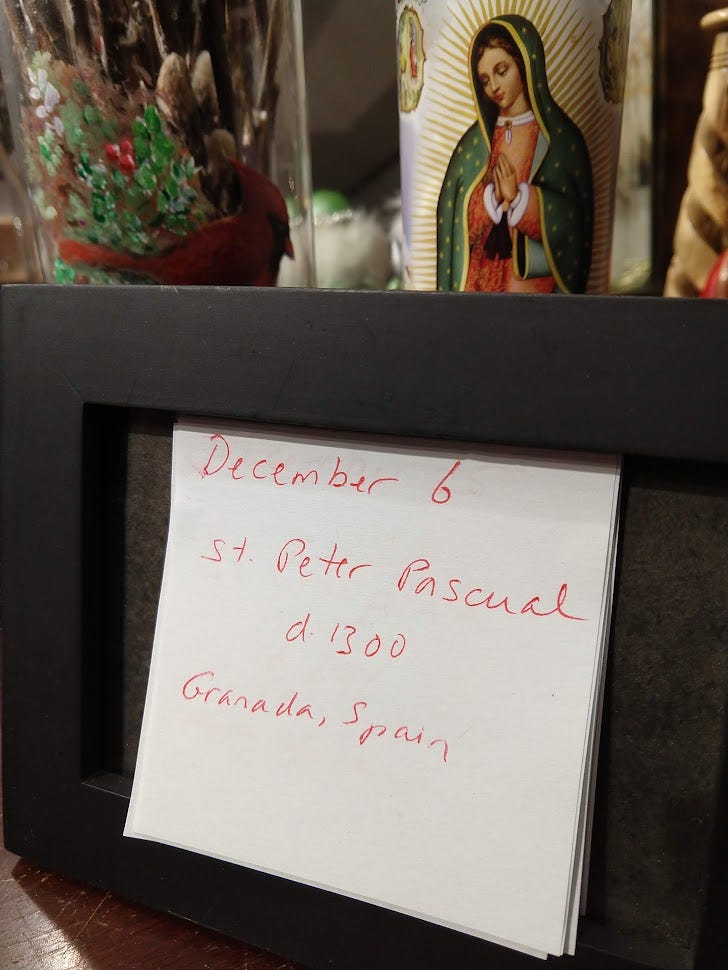 December 6
St. Peter Pascual
d. 1300
Granada, Spain